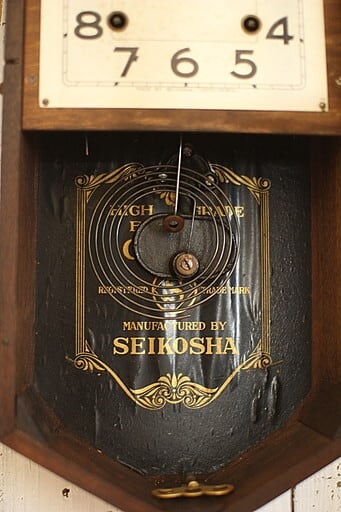 8 4
7 6 5
HIGH GRADE
REGISTERED TRADE MARK
MANUFACTURED BY
SEIKOSHA